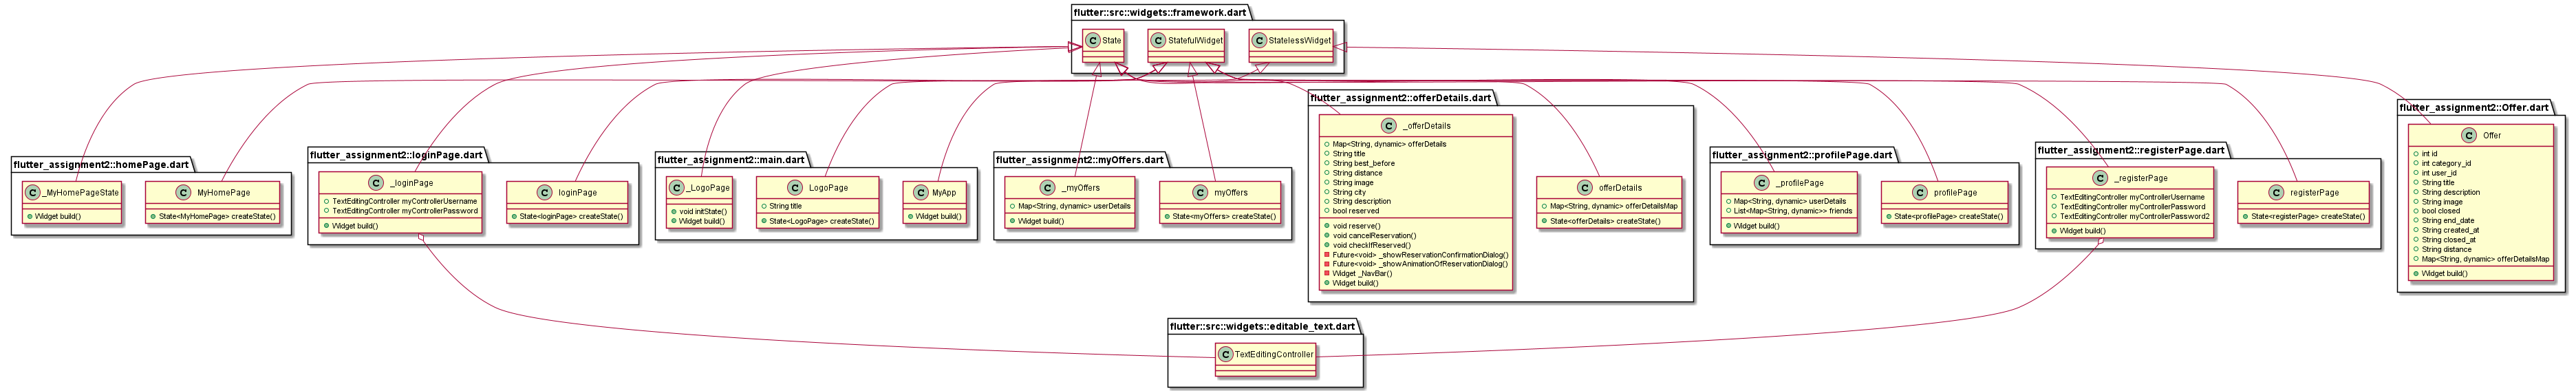 flutter::src::widgets::framework.dart
C State
C StatefulWidget
C StatelessWidget
flutter_assignment2::homePage.dart
C _MyHomePageState
Widget build()
C MyHomePage
State<MyHomePage> createState()
flutter_assignment2::loginPage.dart
C _loginPage
TextEditingController myControllerUsername
TextEditingController myControllerPassword
Widget build()
C loginPage
State<loginPage> createState()
flutter_assignment2::main.dart
C _LogoPage
void initState()
Widget build()
C LogoPage
String title
State<LogoPage> createState()
C MyApp
Widget build()
flutter_assignment2::myOffers.dart
C _myOffers
Map<String, dynamic> userDetails
Widget build()
C myOffers
State<myOffers> createState()
flutter_assignment2::offerDetails.dart
C _offerDetails
Map<String, dynamic> offerDetails
String title
String best_before
String distance
String image
String city
String description
bool reserved
void reserve()
void cancelReservation()
void checkIfReserved()
Future<void> _showReservationConfirmationDialog()
Future<void> _showAnimationOfReservationDialog()
Widget _NavBar()
Widget build()
C offerDetails
Map<String, dynamic> offerDetailsMap
State<offerDetails> createState()
flutter_assignment2::profilePage.dart
C _profilePage
Map<String, dynamic> userDetails
List<Map<String, dynamic>> friends
Widget build()
C profilePage
State<profilePage> createState()
flutter_assignment2::registerPage.dart
C _registerPage
TextEditingController myControllerUsername
TextEditingController myControllerPassword
TextEditingController myControllerPassword2
Widget build()
C registerPage
State<registerPage> createState()
flutter_assignment2::Offer.dart
C Offer
int id
int category_id
int user_id
String title
String description
String image
bool closed
String end_date
String created_at
String closed_at
String distance
Map<String, dynamic> offerDetailsMap
Widget build()
flutter::src::widgets::editable_text.dart
C TextEditingController